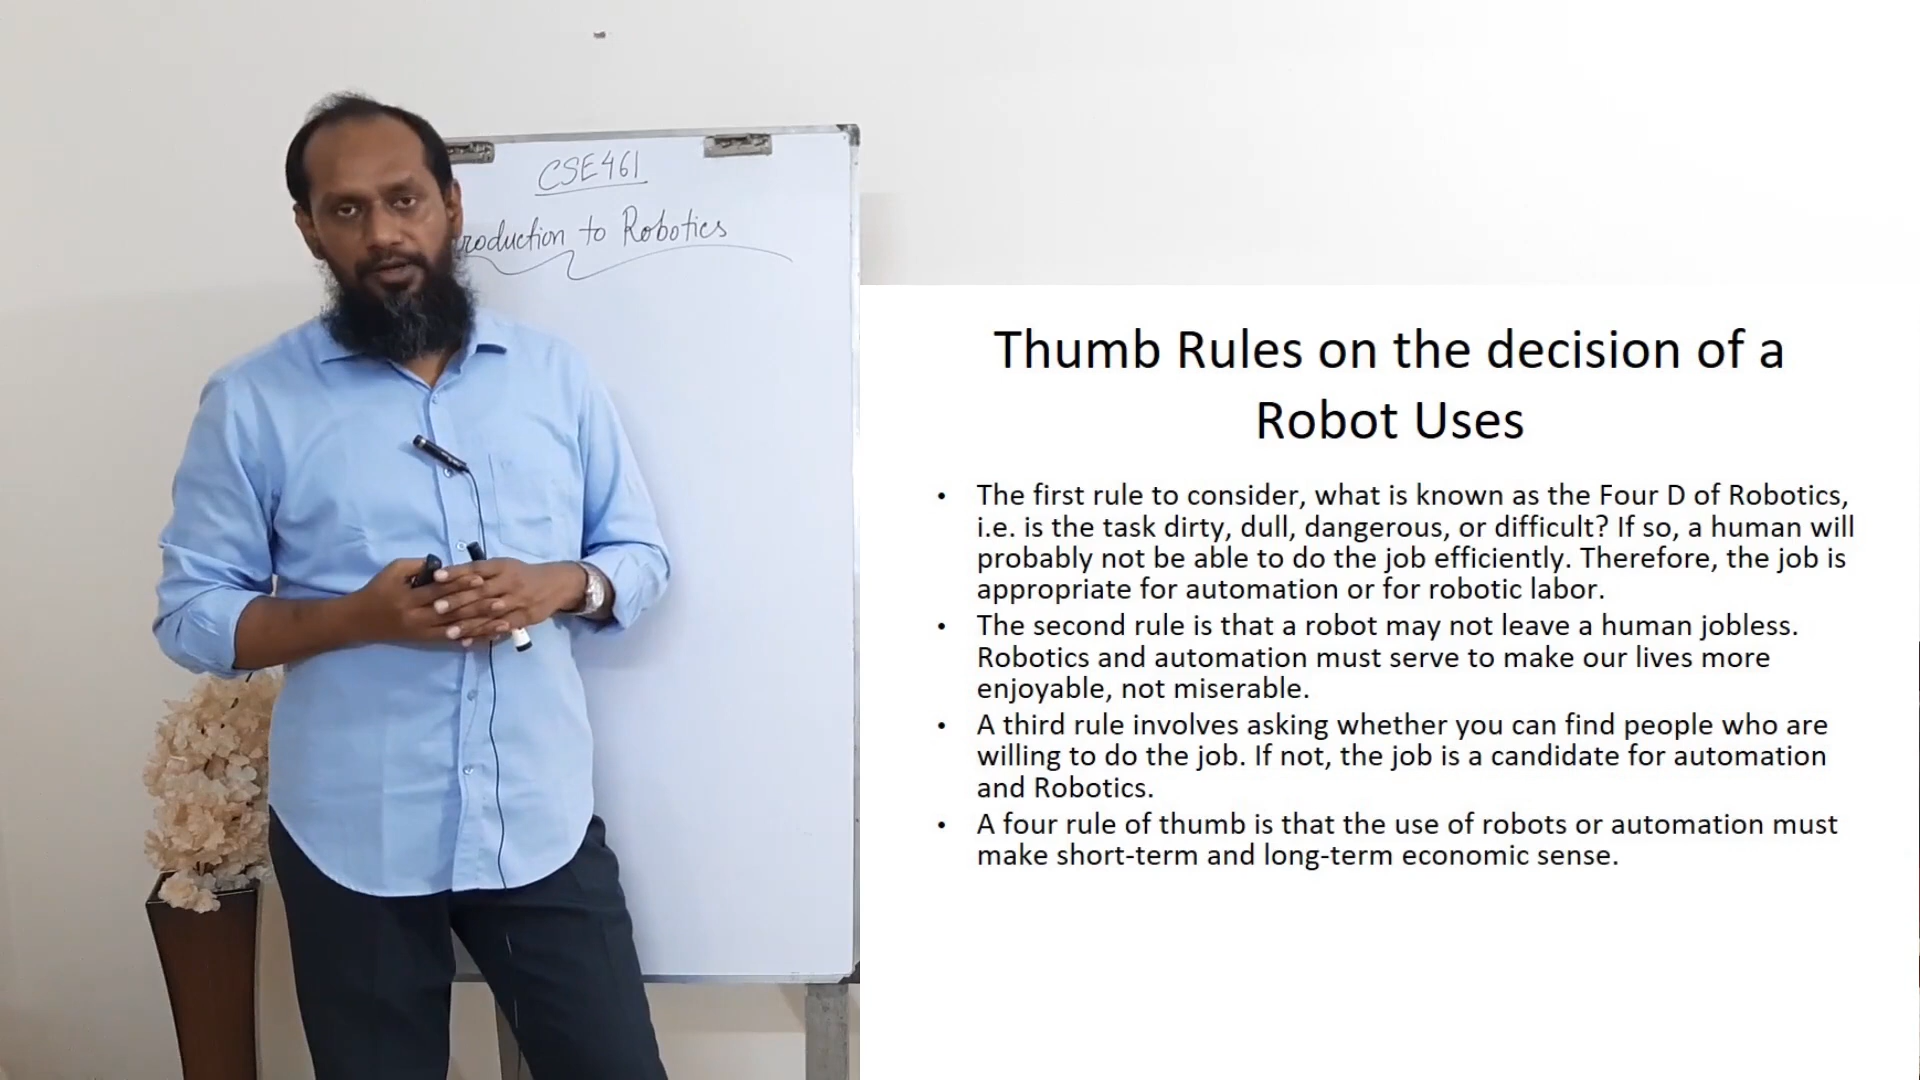 CSE461
roduction to Robotics
Thumb Rules on the decision of a
Robot Uses
• The first rule to consider, what is known as the Four D of Robotics,
i.e. is the task dirty, dull, dangerous, or difficult? If so, a human will
probably not be able to do the job efficiently. Therefore, the job is
appropriate for automation or for robotic labor.
• The second rule is that a robot may not leave a human jobless.
Robotics and automation must serve to make our lives more
enjoyable, not miserable.
• A third rule involves asking whether you can find people who are
willing to do the job. If not, the job is a candidate for automation
and Robotics.
• A four rule of thumb is that the use of robots or automation must
make short-term and long-term economic sense.